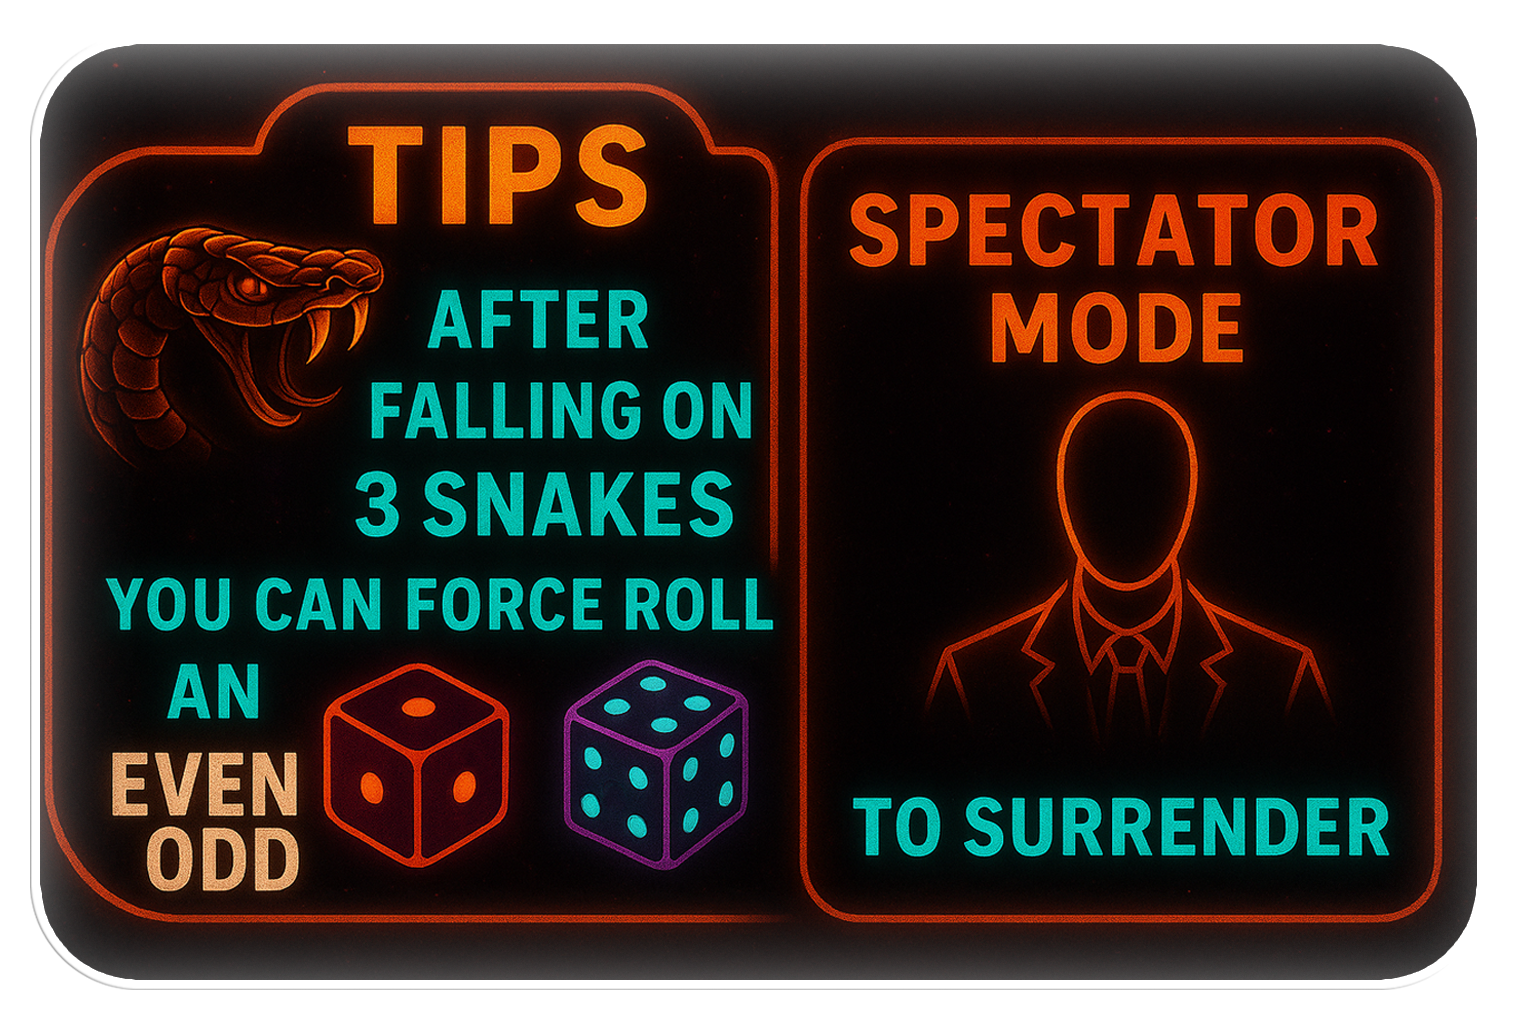 TIPS
AFTER
FALLING ON
3 SNAKES
YOU CAN FORCE ROLL
AN
EVEN
ODD
SPECTATOR
MODE
TO SURRENDER